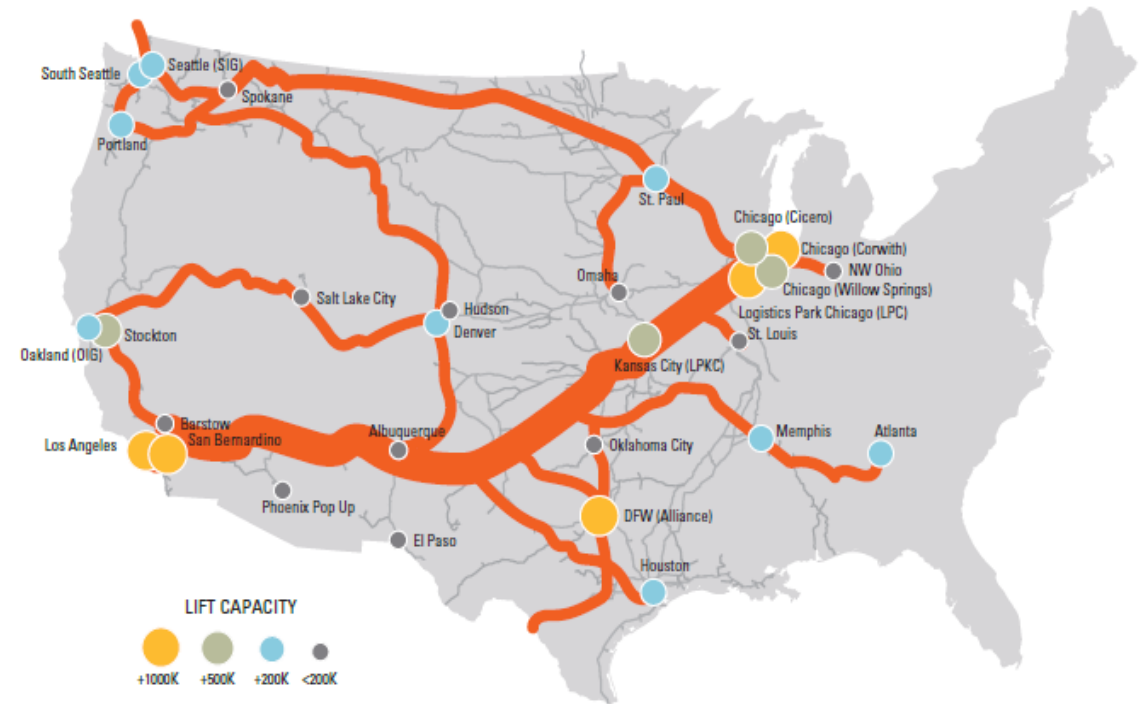 Seattle (SIG)
South Seattle
Spokane
Portland
St. Paul
Chicago (Cicero)
Chicago (Corwith)
NW Ohio
Chicago (Willow Springs)
Logistics Park Chicago (LPC)
Omaha
Salt Lake City
Hudson
Denver
Stockton
Oakland (OIG)
St. Louis
Kansas City (LPKC)
Barstow
San Bernardino
Los Angeles
Albuquerque
Oklahoma City
Memphis
Atlanta
Phoenix Pop Up
DFW (Alliance)
El Paso
Houston
LIFT CAPACITY
+1000K +500K +200K <200K